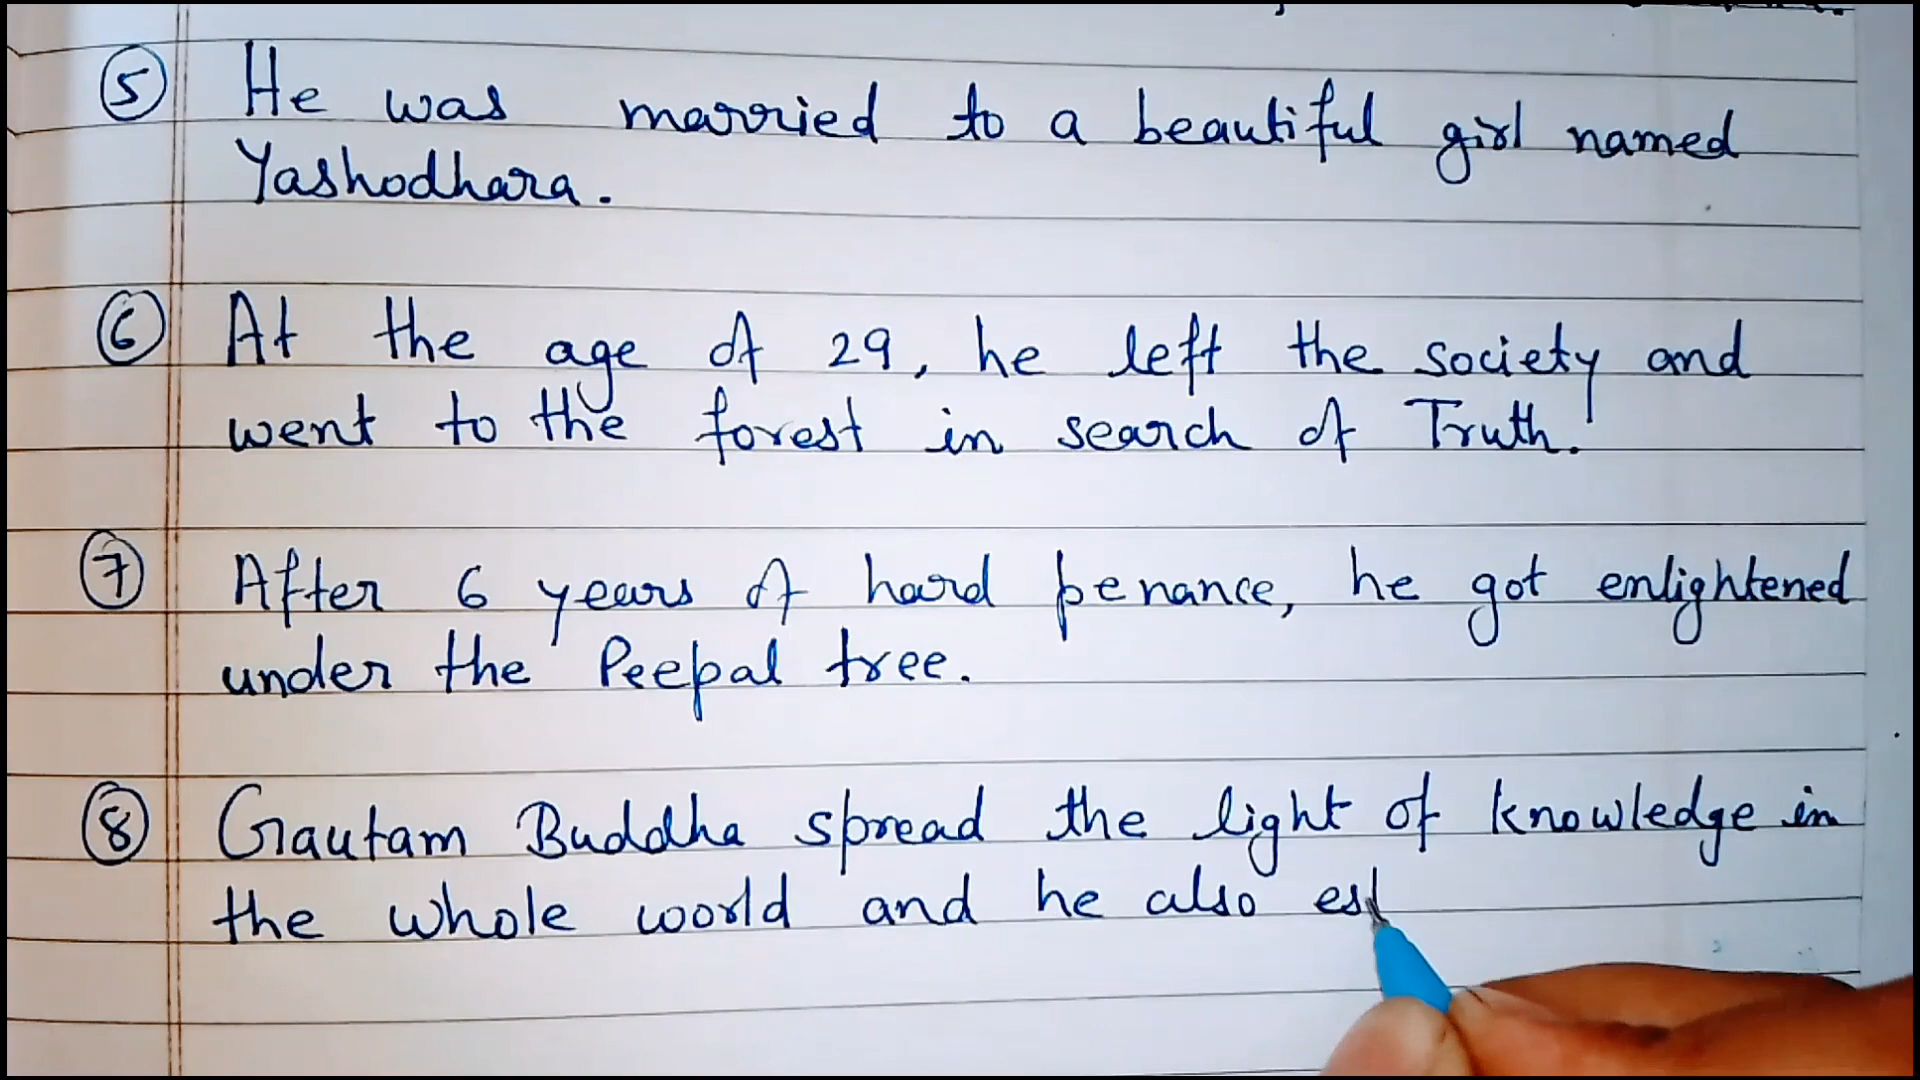 5 He was married to a beautiful girl named
Yashodhara.
6 At the age of 29, he left the society and
went to the forest in search of Truth.
7 After 6 years of hard penance, he got enlightened
under the Peepal tree.
8 Gautam Buddha spread the light of knowledge in
the whole world and he also est